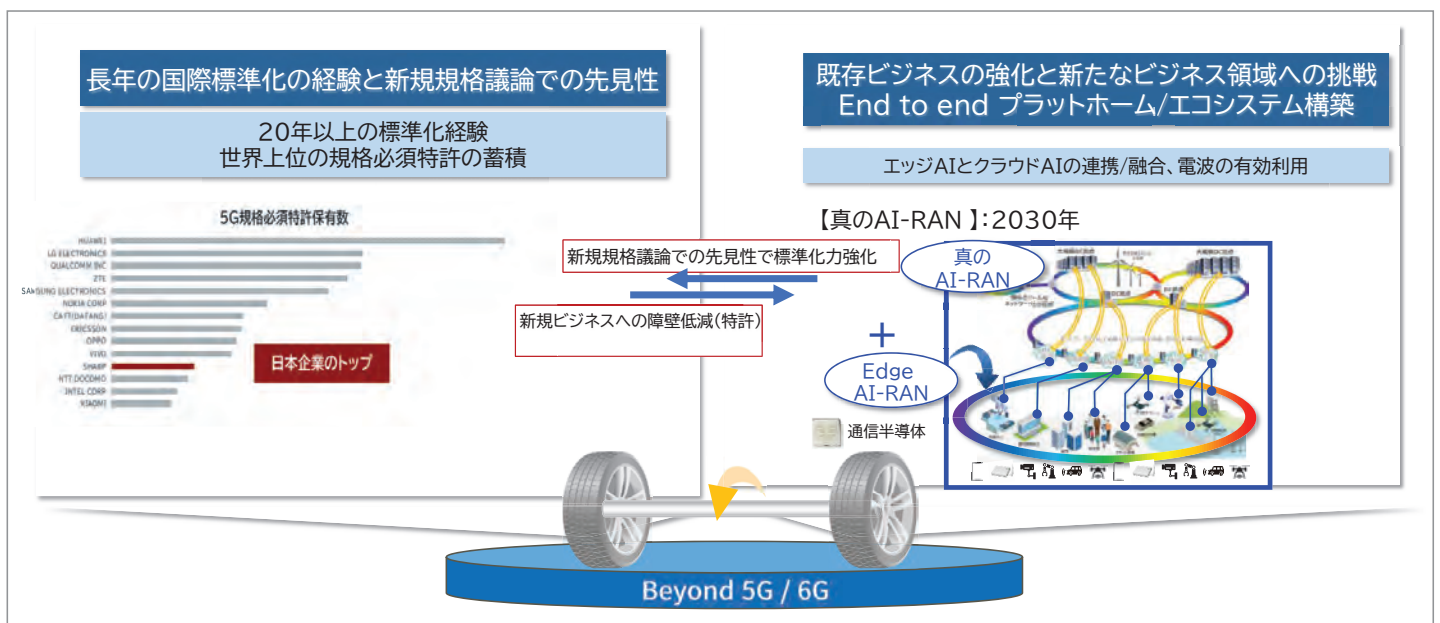 長年の国際標準化の経験と新規規格議論での先見性
20年以上の標準化経験
世界上位の規格必須特許の蓄積
5G規格必須特許保有数
HUAWEI
LG ELECTRONICS
QUALCOMM INC
ZTE
SAMSUNG ELECTRONICS
NOKIA CORP
CATT(DATANG)
ERICSSON
OPPO
VIVO
SHARP
NTT DOCOMO
INTEL CORP
XIAOMI
日本企業のトップ
新規規格議論での先見性で標準化力強化
新規ビジネスへの障壁低減(特許)
既存ビジネスの強化と新たなビジネス領域への挑戦
End to end プラットホーム/エコシステム構築
エッジAIとクラウドAIの連携/融合、電波の有効利用
【真のAI-RAN 】:2030年
真の
AI-RAN
+
Edge
AI-RAN
通信半導体
Beyond 5G / 6G